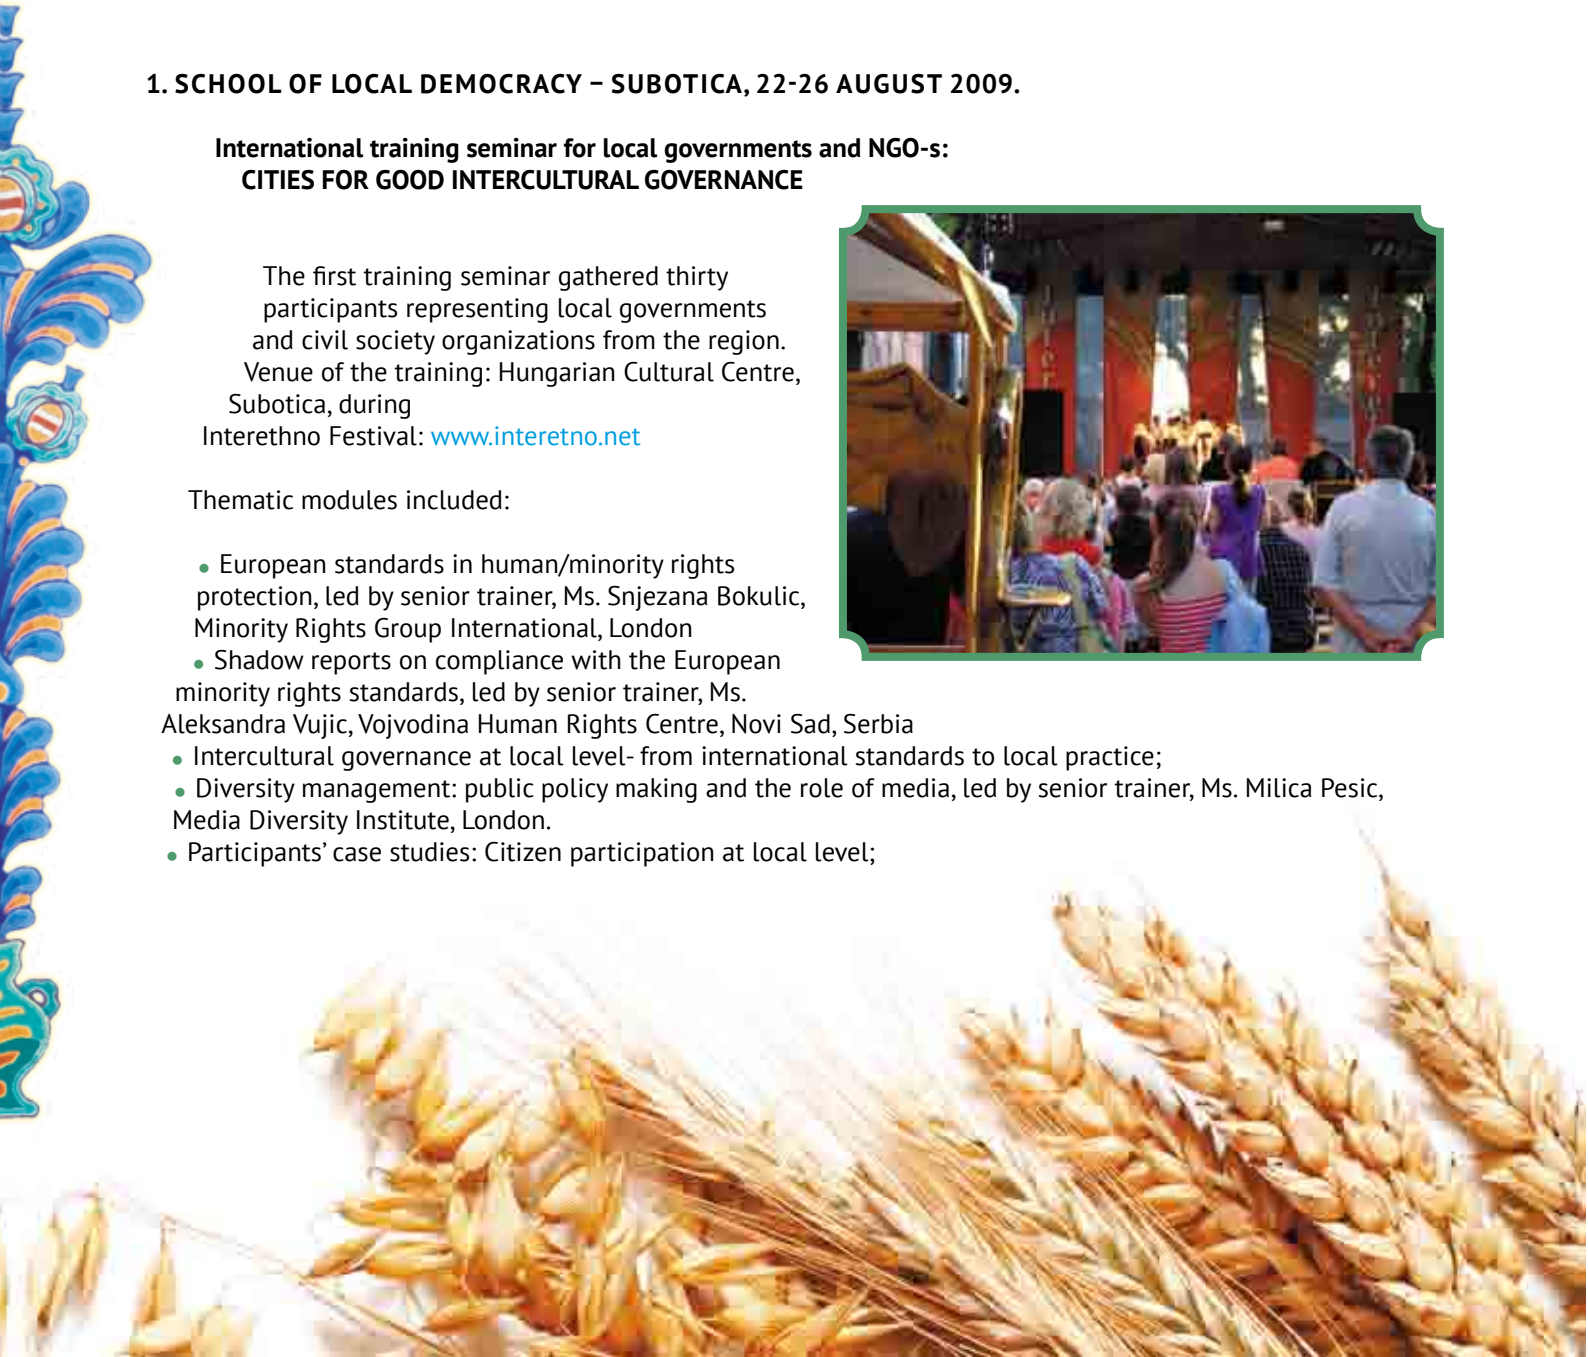 1. SCHOOL OF LOCAL DEMOCRACY – SUBOTICA, 22-26 AUGUST 2009.
International training seminar for local governments and NGO-s:
CITIES FOR GOOD INTERCULTURAL GOVERNANCE
The first training seminar gathered thirty
participants representing local governments
and civil society organizations from the region.
Venue of the training: Hungarian Cultural Centre,
Subotica, during
Interethno Festival: www.interetno.net
Thematic modules included:
• European standards in human/minority rights
protection, led by senior trainer, Ms. Snjezana Bokulic,
Minority Rights Group International, London
• Shadow reports on compliance with the European
minority rights standards, led by senior trainer, Ms.
Aleksandra Vujic, Vojvodina Human Rights Centre, Novi Sad, Serbia
• Intercultural governance at local level- from international standards to local practice;
• Diversity management: public policy making and the role of media, led by senior trainer, Ms. Milica Pesic,
Media Diversity Institute, London.
• Participants’ case studies: Citizen participation at local level;